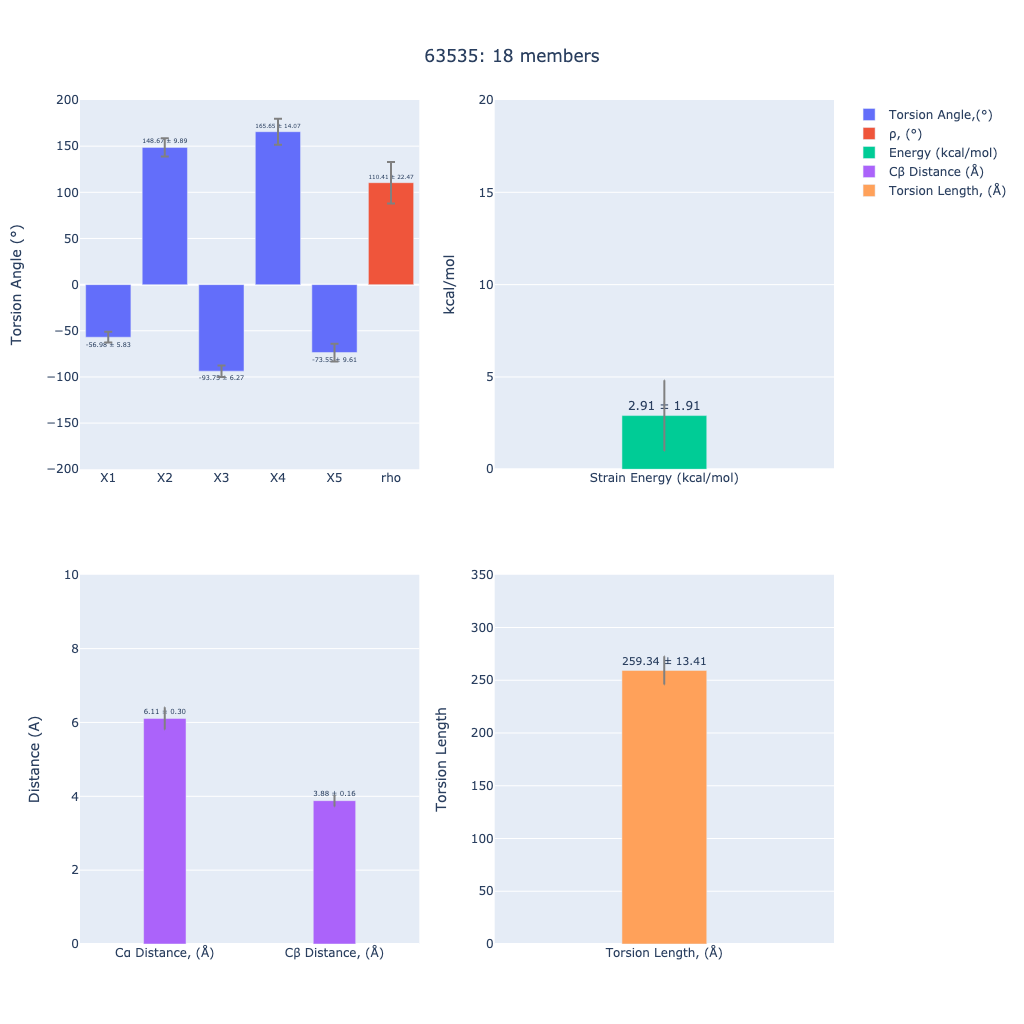 63535: 18 members
Torsion Angle (°)
200
150
100
50
0
−50
−100
−150
−200
148.67 ± 9.89
165.65 ± 14.07
110.41 ± 22.47
-56.98 ± 5.83
-73.55 ± 9.61
-93.73 ± 6.27
X1 X2 X3 X4 X5 rho
kcal/mol
20
15
10
5
0
2.91 ± 1.91
Strain Energy (kcal/mol)
Torsion Angle,(°)
ρ, (°)
Energy (kcal/mol)
Cβ Distance (Å)
Torsion Length, (Å)
Distance (A)
10
8
6
4
2
0
6.11 ± 0.30
3.88 ± 0.16
Cα Distance, (Å) Cβ Distance, (Å)
Torsion Length
350
300
250
200
150
100
50
0
259.34 ± 13.41
Torsion Length, (Å)